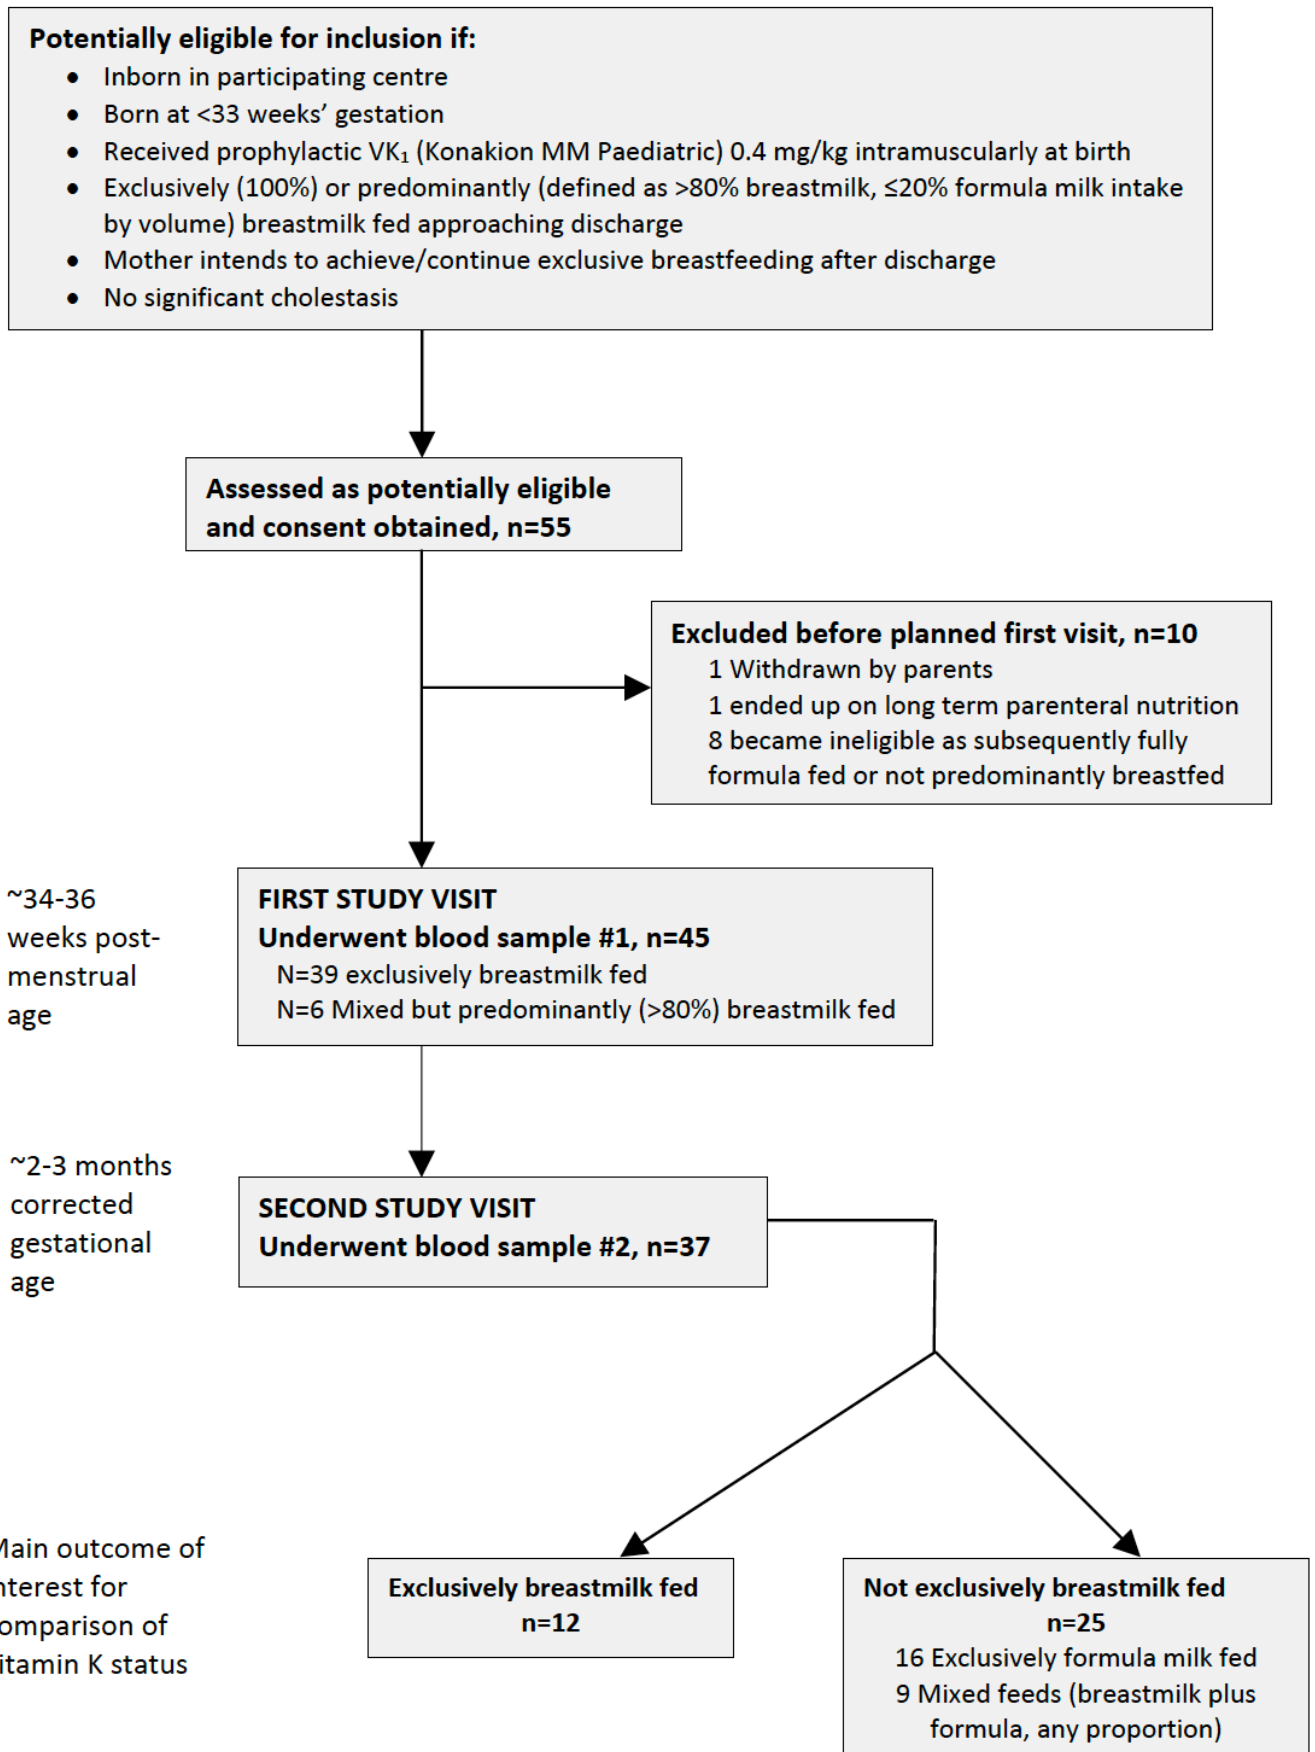 Potentially eligible for inclusion if:
• Inborn in participating centre
• Born at <33 weeks’ gestation
• Received prophylactic VK₁ (Konakion MM Paediatric) 0.4 mg/kg intramuscularly at birth
• Exclusively (100%) or predominantly (defined as >80% breastmilk, ≤20% formula milk intake
by volume) breastmilk fed approaching discharge
• Mother intends to achieve/continue exclusive breastfeeding after discharge
• No significant cholestasis
Assessed as potentially eligible
and consent obtained, n=55
Excluded before planned first visit, n=10
1 Withdrawn by parents
1 ended up on long term parenteral nutrition
8 became ineligible as subsequently fully
formula fed or not predominantly breastfed
~34-36
weeks post-
menstrual
age
FIRST STUDY VISIT
Underwent blood sample #1, n=45
N=39 exclusively breastmilk fed
N=6 Mixed but predominantly (>80%) breastmilk fed
~2-3 months
corrected
gestational
age
SECOND STUDY VISIT
Underwent blood sample #2, n=37
Main outcome of
nterest for
comparison of
itamin K status
Exclusively breastmilk fed
n=12
Not exclusively breastmilk fed
n=25
16 Exclusively formula milk fed
9 Mixed feeds (breastmilk plus
formula, any proportion)